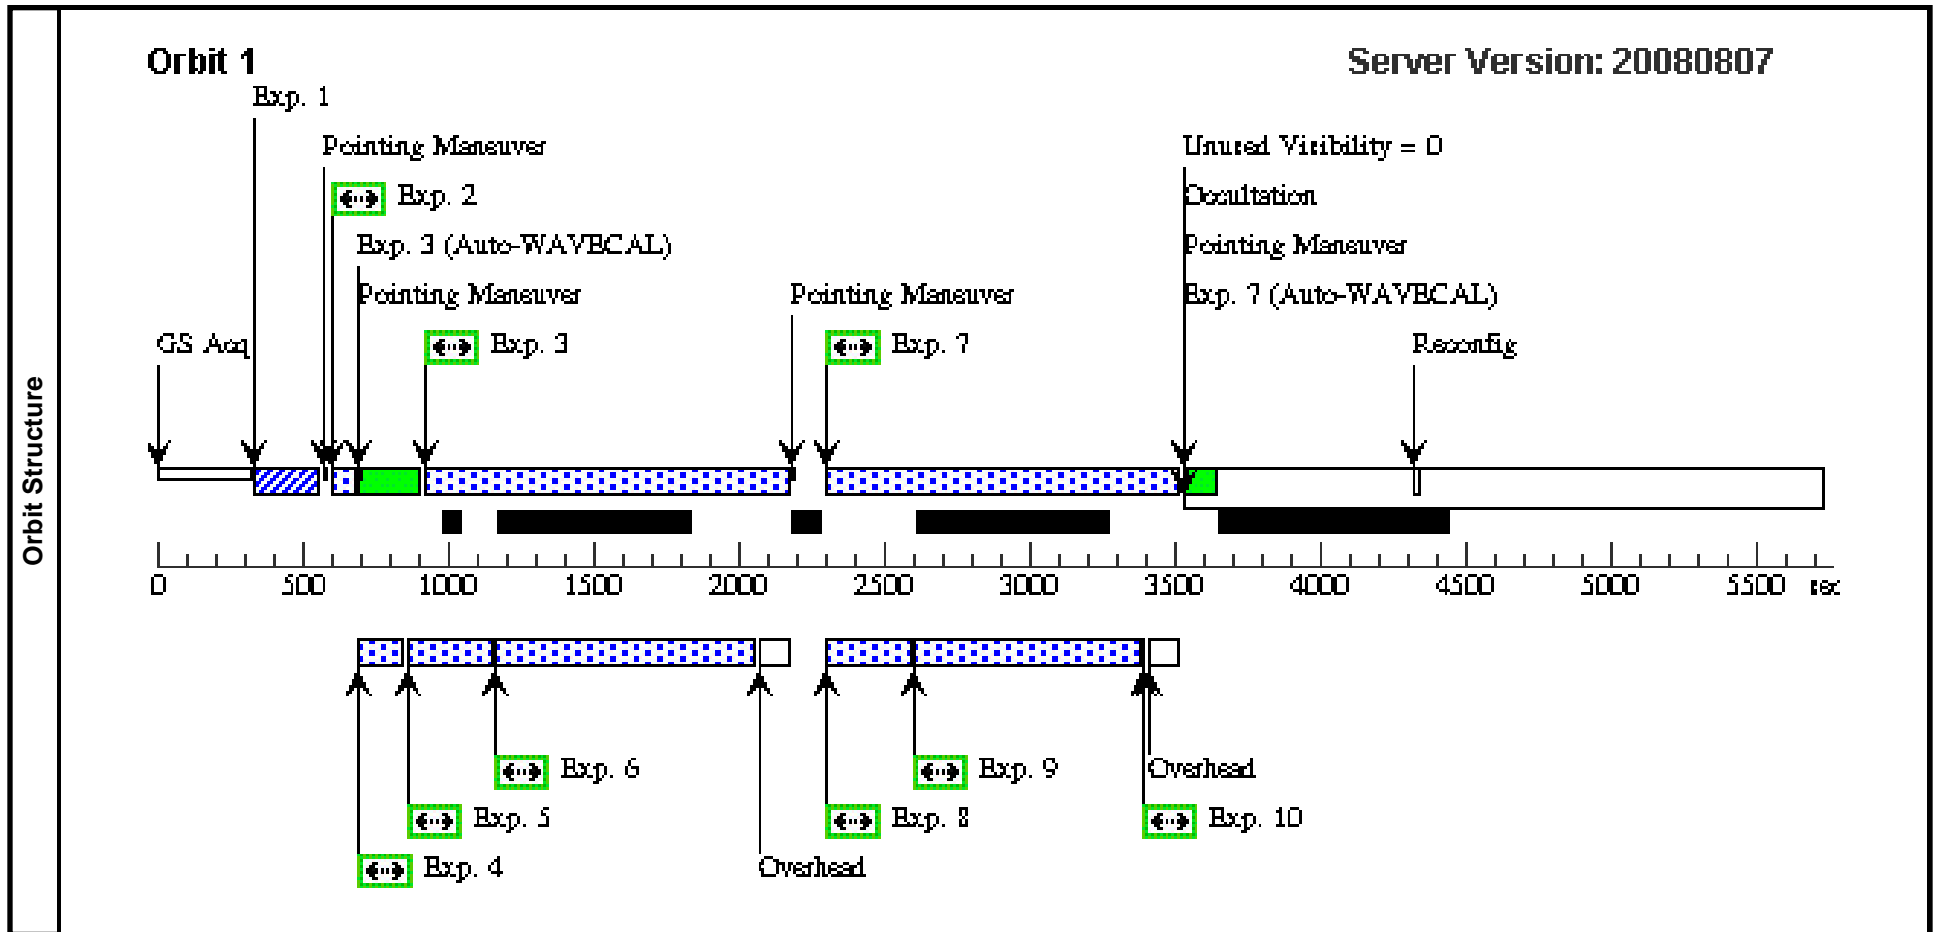 Orbit Structure
Orbit 1
Server Version: 20080807
Exp. 1
Pointing Maneuver
Unused Visibility = 0
Exp. 2
Occultation
Exp. 3 (Auto-WAVECAL)
Pointing Maneuver
Pointing Maneuver
Pointing Maneuver
Exp. 7 (Auto-WAVECAL)
GS Acq
Exp. 3
Exp. 7
Reconfig
0 500 1000 1500 2000 2500 3000 3500 4000 4500 5000 5500 sec
Exp. 6
Exp. 9
Overhead
Exp. 5
Exp. 8
Exp. 10
Exp. 4
Overhead